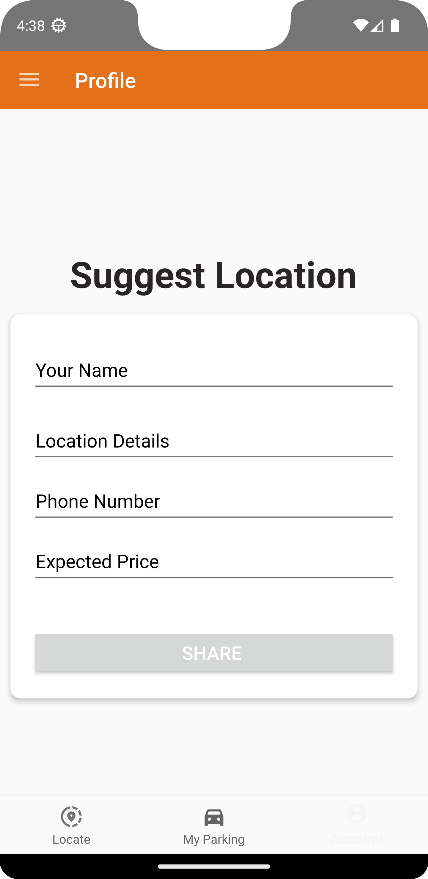 4:38
Profile
Suggest Location
Your Name
Location Details
Phone Number
Expected Price
SHARE
Locate
My Parking
Account